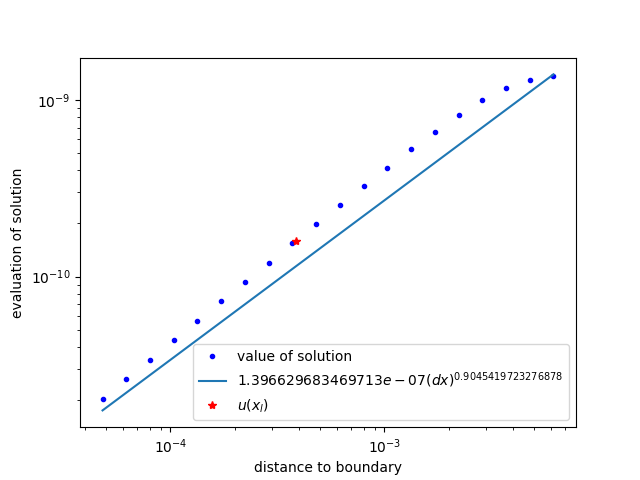 10⁻⁹
10⁻¹⁰
evaluation of solution
value of solution
1.396629683469713e − 07(dx)^0.9045419723276878
u(x_l)
10⁻⁴
10⁻³
distance to boundary